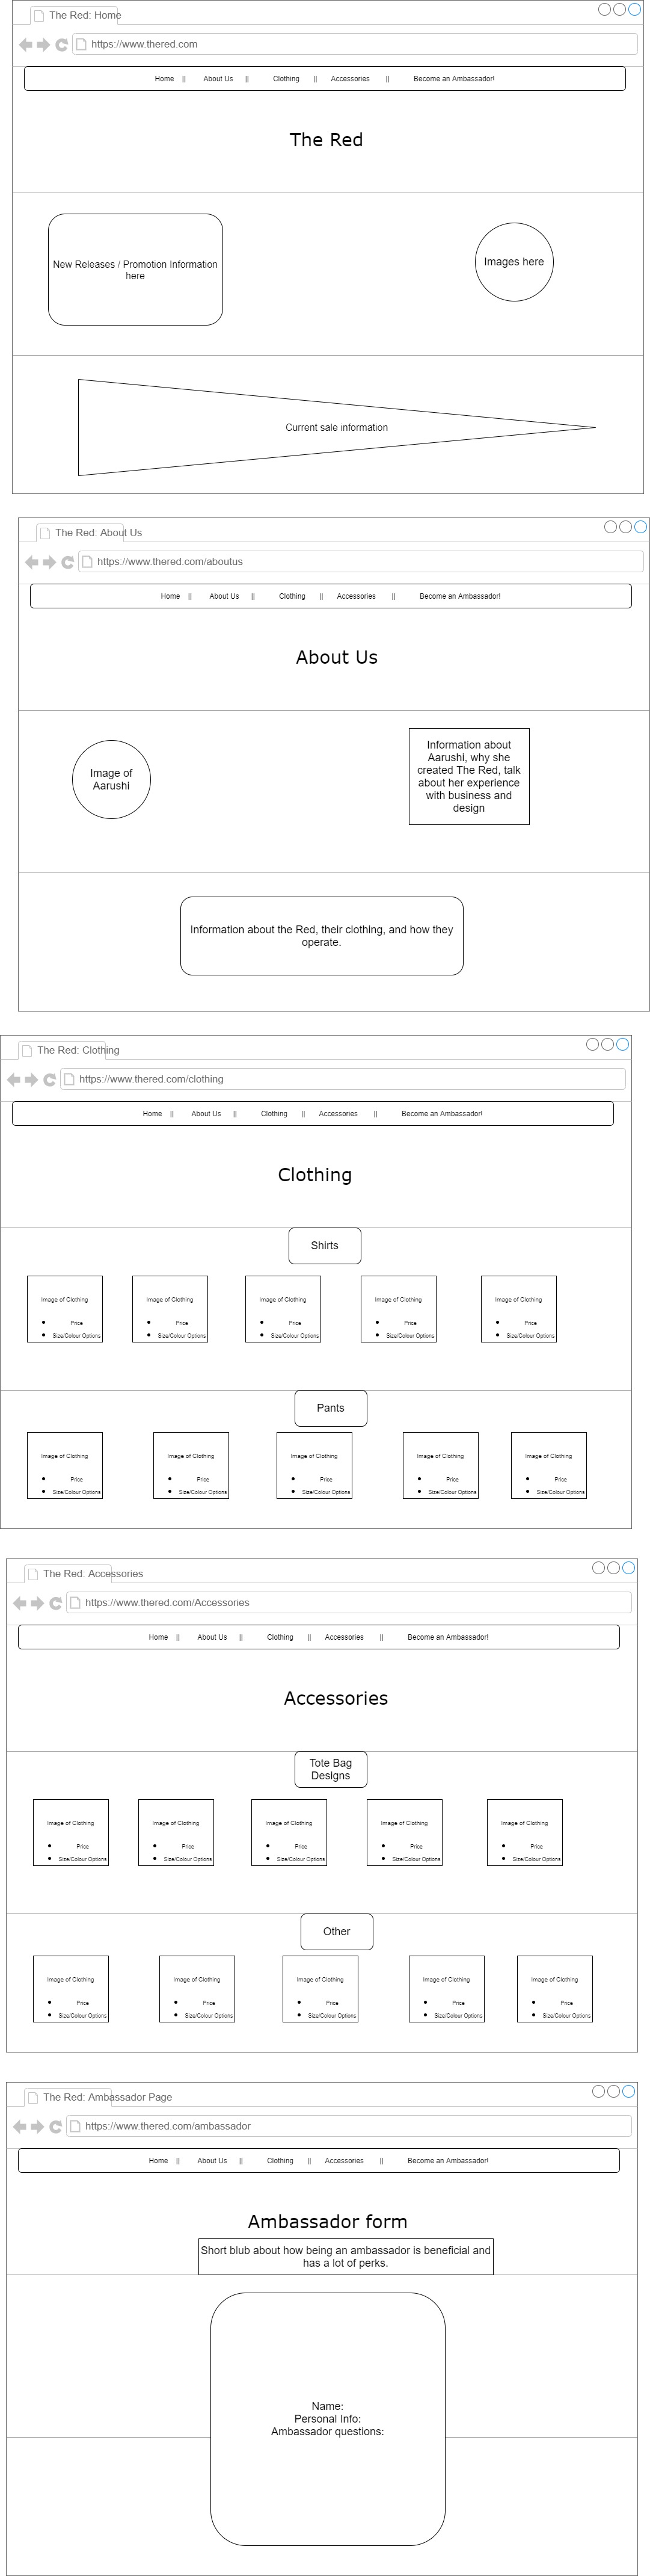 The Red: Home
https://www.thered.com
Home || About Us || Clothing || Accessories || Become an Ambassador!
The Red
New Releases / Promotion Information
here
Images here
Current sale information
The Red: About Us
https://www.thered.com/aboutus
Home || About Us || Clothing || Accessories || Become an Ambassador!
About Us
Image of
Aarushi
Information about
Aarushi, why she
created The Red, talk
about her experience
with business and
design
Information about the Red, their clothing, and how they
operate.
The Red: Clothing
https://www.thered.com/clothing
Home || About Us || Clothing || Accessories || Become an Ambassador!
Clothing
Shirts
Image of Clothing Image of Clothing Image of Clothing Image of Clothing Image of Clothing
• Price • Price • Price • Price • Price
• Size/Colour Options • Size/Colour Options • Size/Colour Options • Size/Colour Options • Size/Colour Options
Pants
Image of Clothing Image of Clothing Image of Clothing Image of Clothing Image of Clothing
• Price • Price • Price • Price • Price
• Size/Colour Options • Size/Colour Options • Size/Colour Options • Size/Colour Options • Size/Colour Options
The Red: Accessories
https://www.thered.com/Accessories
Home || About Us || Clothing || Accessories || Become an Ambassador!
Accessories
Tote Bag
Designs
Image of Clothing Image of Clothing Image of Clothing Image of Clothing Image of Clothing
• Price • Price • Price • Price • Price
• Size/Colour Options • Size/Colour Options • Size/Colour Options • Size/Colour Options • Size/Colour Options
Other
Image of Clothing Image of Clothing Image of Clothing Image of Clothing Image of Clothing
• Price • Price • Price • Price • Price
• Size/Colour Options • Size/Colour Options • Size/Colour Options • Size/Colour Options • Size/Colour Options
The Red: Ambassador Page
https://www.thered.com/ambassador
Home || About Us || Clothing || Accessories || Become an Ambassador!
Ambassador form
Short blub about how being an ambassador is beneficial and
has a lot of perks.
Name:
Personal Info:
Ambassador questions: